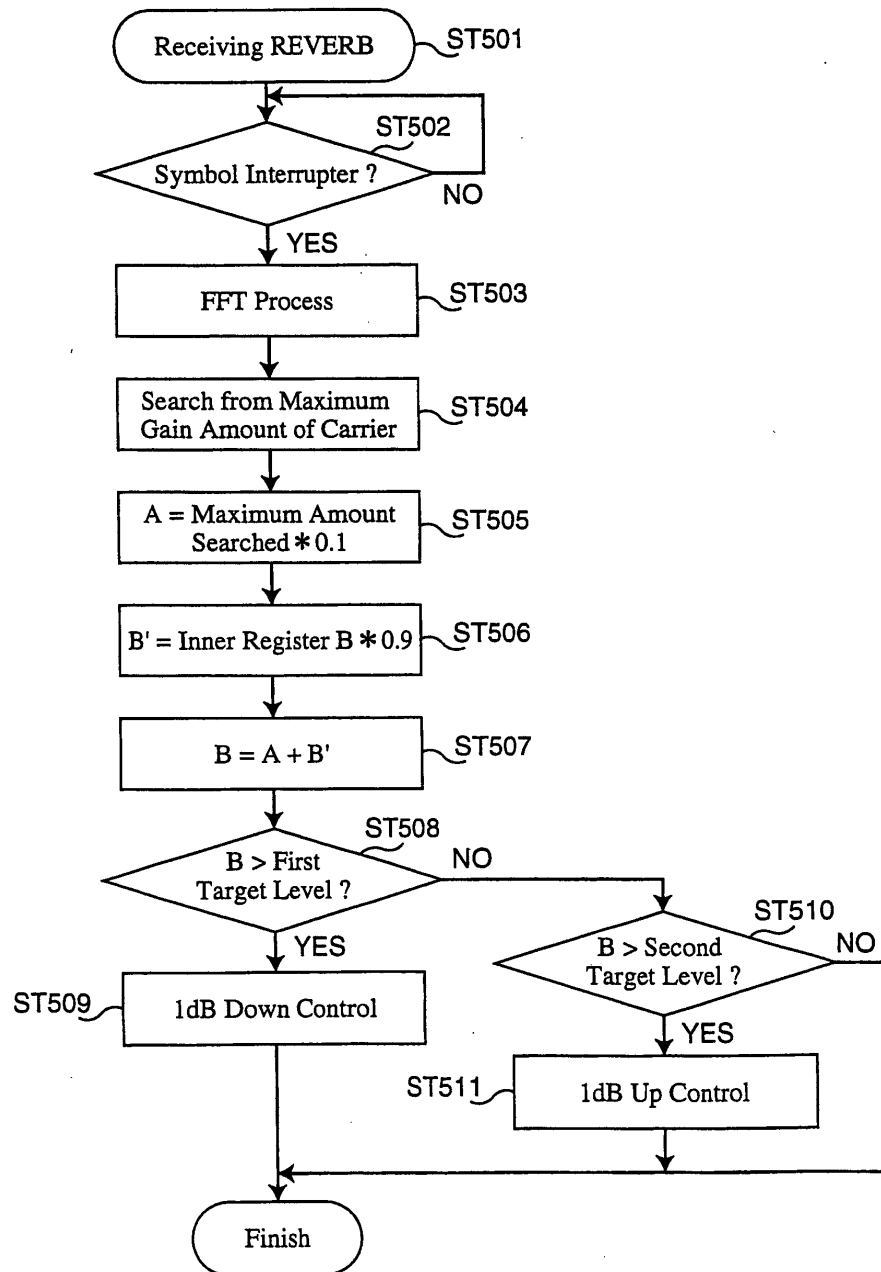 Receiving REVERB
ST501
ST502
Symbol Interrupter ?
NO
YES
FFT Process
ST503
Search from Maximum
Gain Amount of Carrier
ST504
A = Maximum Amount
Searched * 0.1
ST505
B' = Inner Register B * 0.9
ST506
B = A + B'
ST507
ST508
B > First
Target Level ?
NO
YES
ST510
B > Second
Target Level ?
NO
YES
ST509
1dB Down Control
ST511
1dB Up Control
Finish